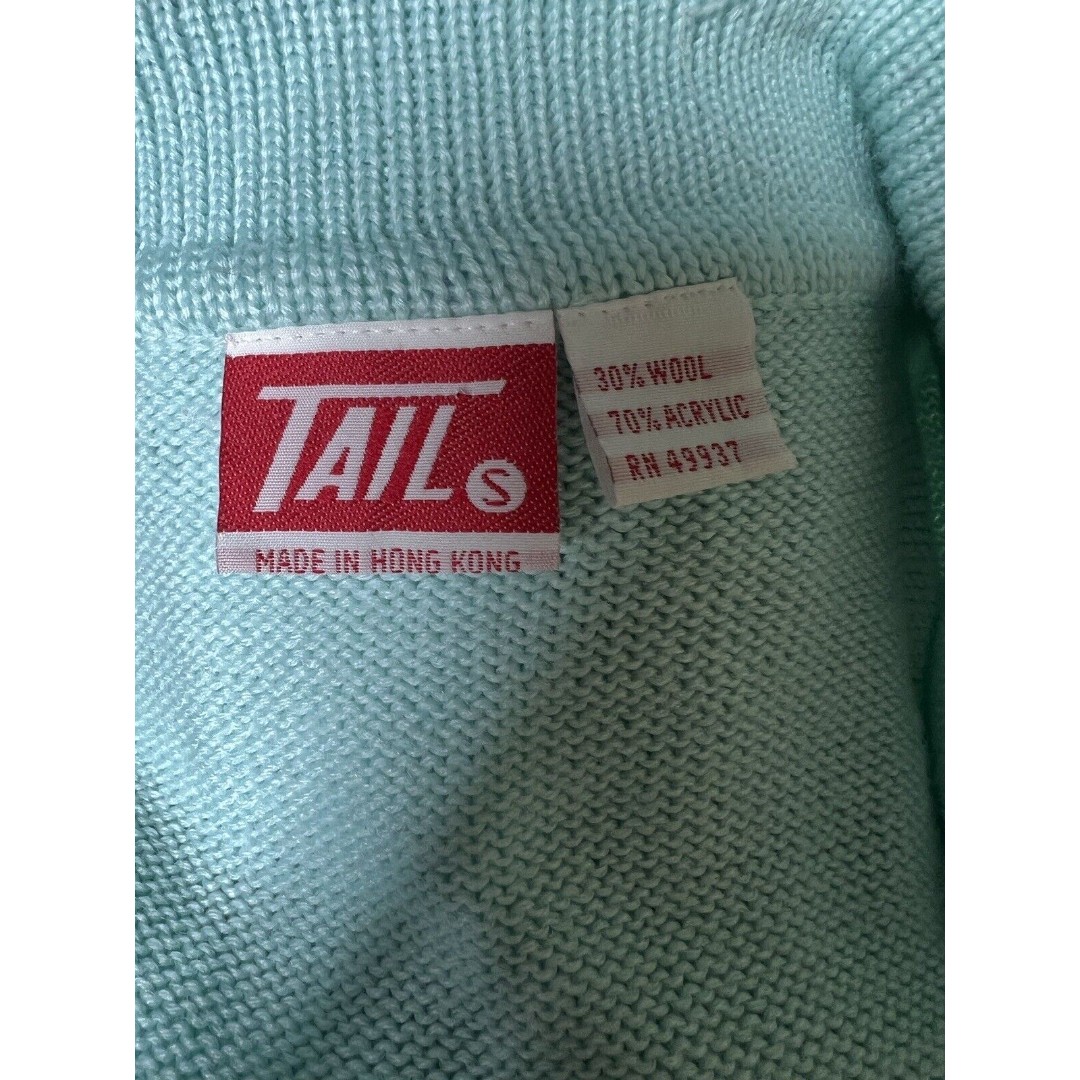 TAIL S
MADE IN HONG KONG
30% WOOL
70% ACRYLIC
RN 49937